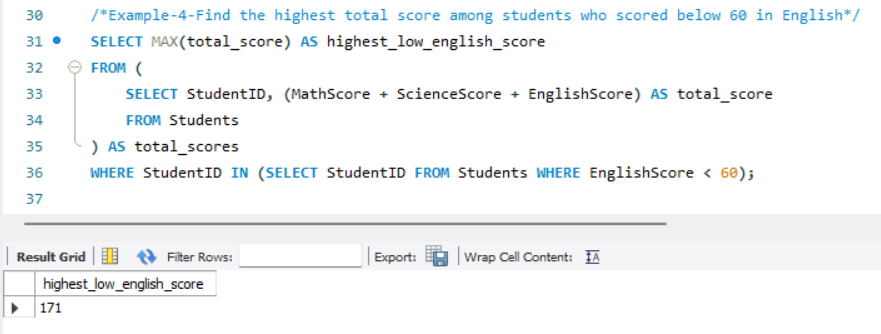 30 /*Example-4-Find the highest total score among students who scored below 60 in English*/
31 SELECT MAX(total_score) AS highest_low_english_score
32 FROM (
33 SELECT StudentID, (MathScore + ScienceScore + EnglishScore) AS total_score
34 FROM Students
35 ) AS total_scores
36 WHERE StudentID IN (SELECT StudentID FROM Students WHERE EnglishScore < 60);
37
Result Grid Filter Rows: Export: Wrap Cell Content: IA
highest_low_english_score
171